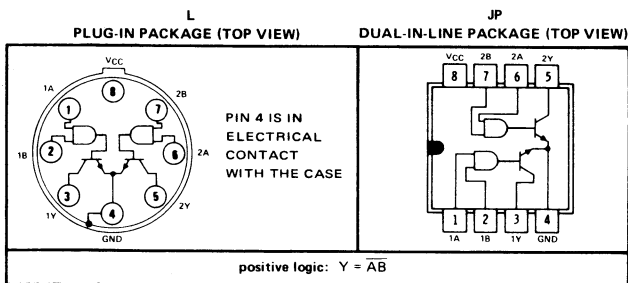 L
PLUG-IN PACKAGE (TOP VIEW)
VCC
1A
2B
8
1
7
1B
2
6
2A
3
5
1Y
4
2Y
GND
PIN 4 IS IN
ELECTRICAL
CONTACT
WITH THE CASE
JP
DUAL-IN-LINE PACKAGE (TOP VIEW)
VCC 2B 2A 2Y
8 7 6 5
1 2 3 4
1A 1B 1Y GND
positive logic: Y = A̅B̅